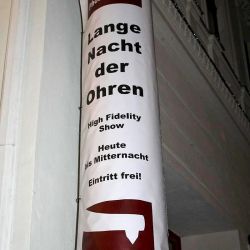 Lange
Nacht
der
Ohren
High Fidelity
Show
Heute
bis Mitternacht
Eintritt frei!